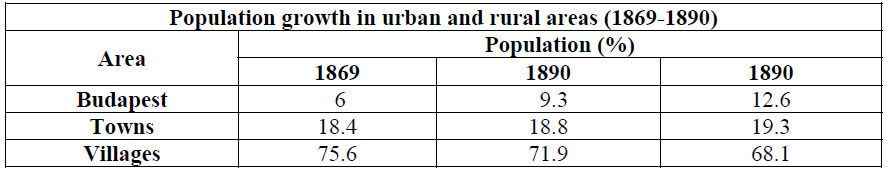 Population growth in urban and rural areas (1869-1890)
Area
Population (%)
1869 1890 1890
Budapest 6 9.3 12.6
Towns 18.4 18.8 19.3
Villages 75.6 71.9 68.1